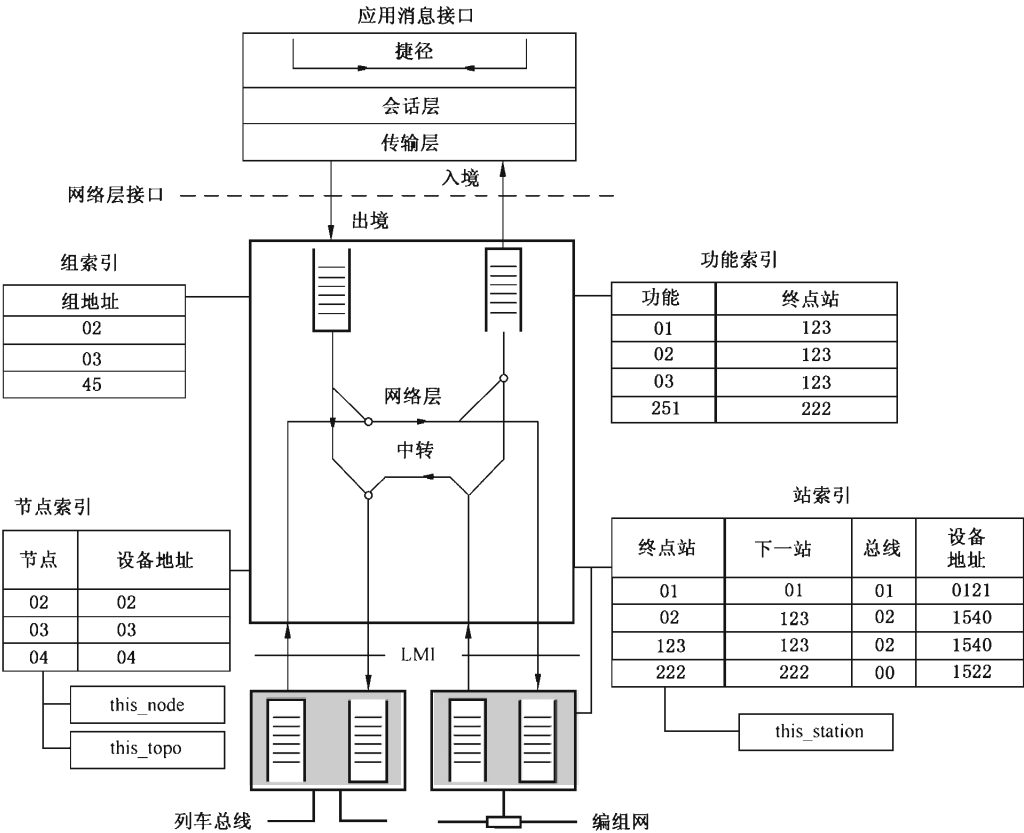 应用消息接口
捷径
会话层
传输层
入境
网络层接口
出境
组索引
组地址
02
03
45
功能索引
功能 终点站
01 123
02 123
03 123
251 222
网络层
中转
节点索引
节点 设备地址
02 02
03 03
04 04
this_node
this_topo
站索引
终点站 下一站 总线 设备
地址
01 01 01 0121
02 123 02 1540
123 123 02 1540
222 222 00 1522
this_station
LMI
列车总线
编组网